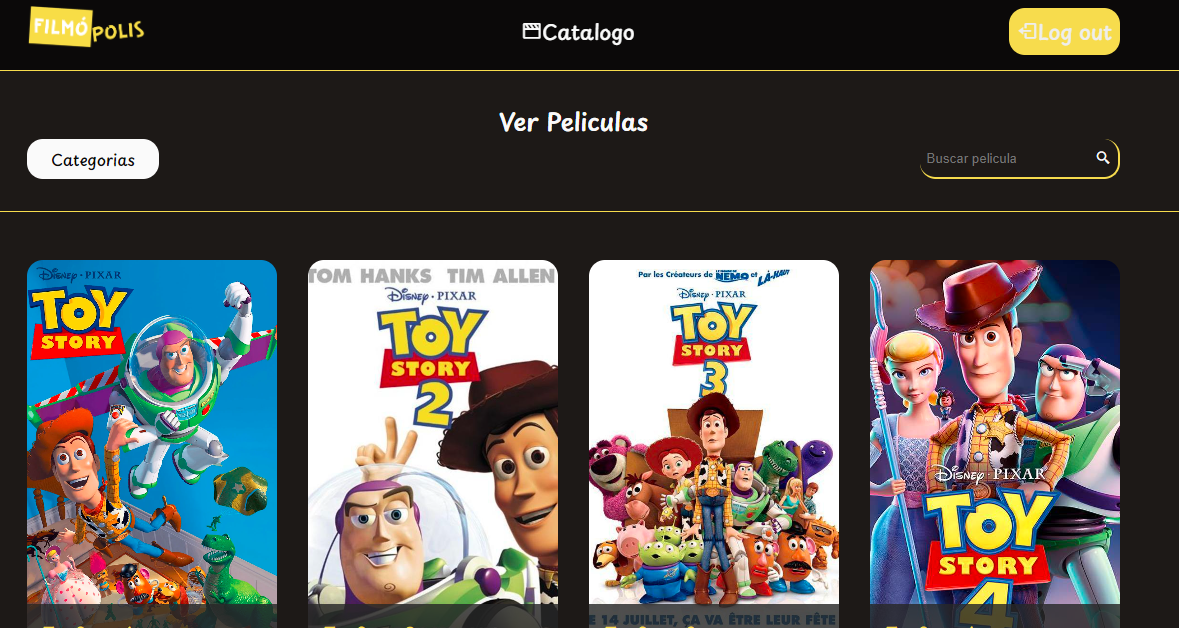 FILMÓPOLIS
Catalogo
Log out
Ver Peliculas
Categorias
Buscar pelicula
DISNEY · PIXAR
TOY
STORY
TOM HANKS TIM ALLEN
DISNEY · PIXAR
TOY
STORY
2
Par les Créateurs de NEMO et LÀ-HAUT
DISNEY · PIXAR
TOY
STORY
3
E 14 JUILLET, ÇA VA ÊTRE LEUR FÊTE
DISNEY · PIXAR
TOY
STORY
4